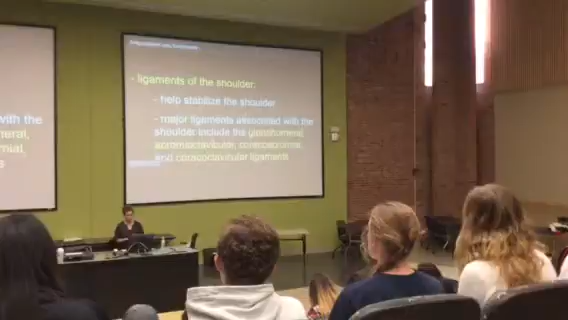 with the
- ligaments of the shoulder:
- help stabilize the shoulder
- major ligaments associated with the
shoulder include the glenohumeral,
acromioclavicular, coracoacromial,
and coracoclavicular ligaments